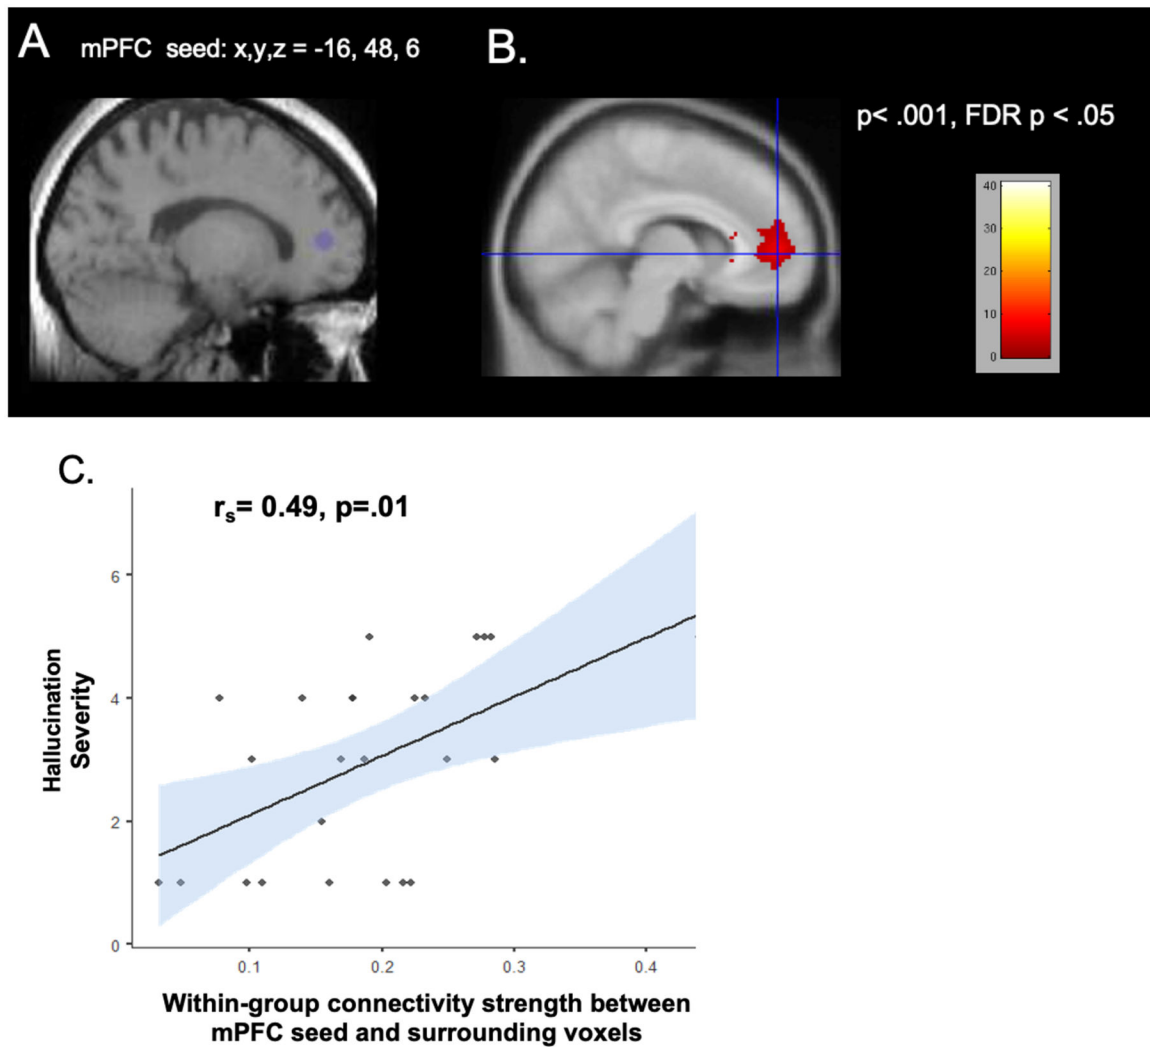 A mPFC seed: x,y,z = -16, 48, 6
B.
p< .001, FDR p < .05
40
30
20
10
0
C.
rs= 0.49, p=.01
6
4
2
0
Hallucination
Severity
0.1 0.2 0.3 0.4
Within-group connectivity strength between
mPFC seed and surrounding voxels